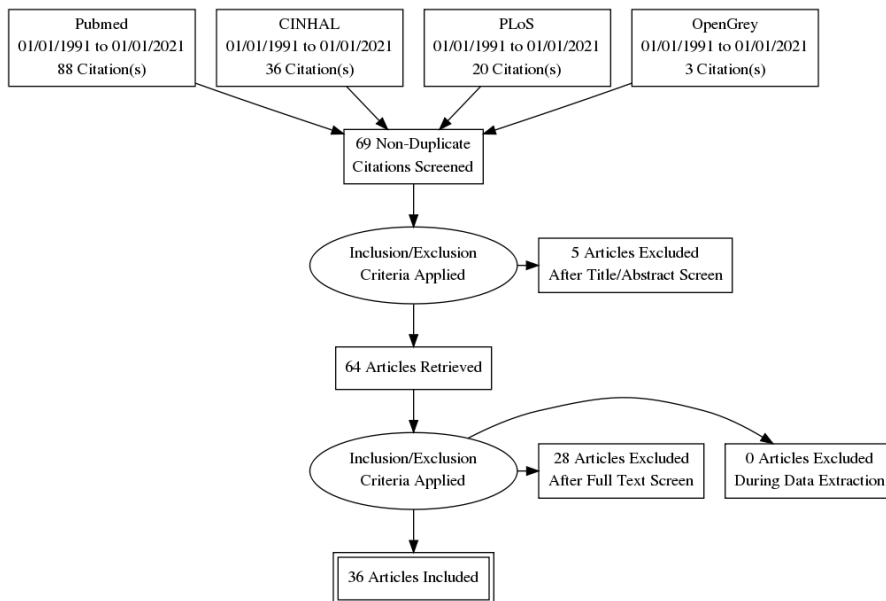 Pubmed
01/01/1991 to 01/01/2021
88 Citation(s)
CINHAL
01/01/1991 to 01/01/2021
36 Citation(s)
PLoS
01/01/1991 to 01/01/2021
20 Citation(s)
OpenGrey
01/01/1991 to 01/01/2021
3 Citation(s)
69 Non-Duplicate
Citations Screened
Inclusion/Exclusion
Criteria Applied
5 Articles Excluded
After Title/Abstract Screen
64 Articles Retrieved
Inclusion/Exclusion
Criteria Applied
28 Articles Excluded
After Full Text Screen
0 Articles Excluded
During Data Extraction
36 Articles Included